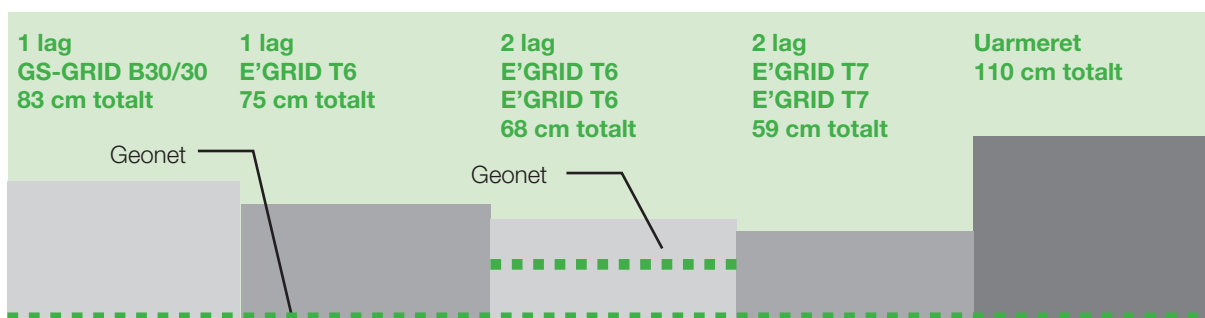 1 lag
GS-GRID B30/30
83 cm totalt
1 lag
E'GRID T6
75 cm totalt
2 lag
E'GRID T6
E'GRID T6
68 cm totalt
2 lag
E'GRID T7
E'GRID T7
59 cm totalt
Uarmeret
110 cm totalt
Geonet
Geonet